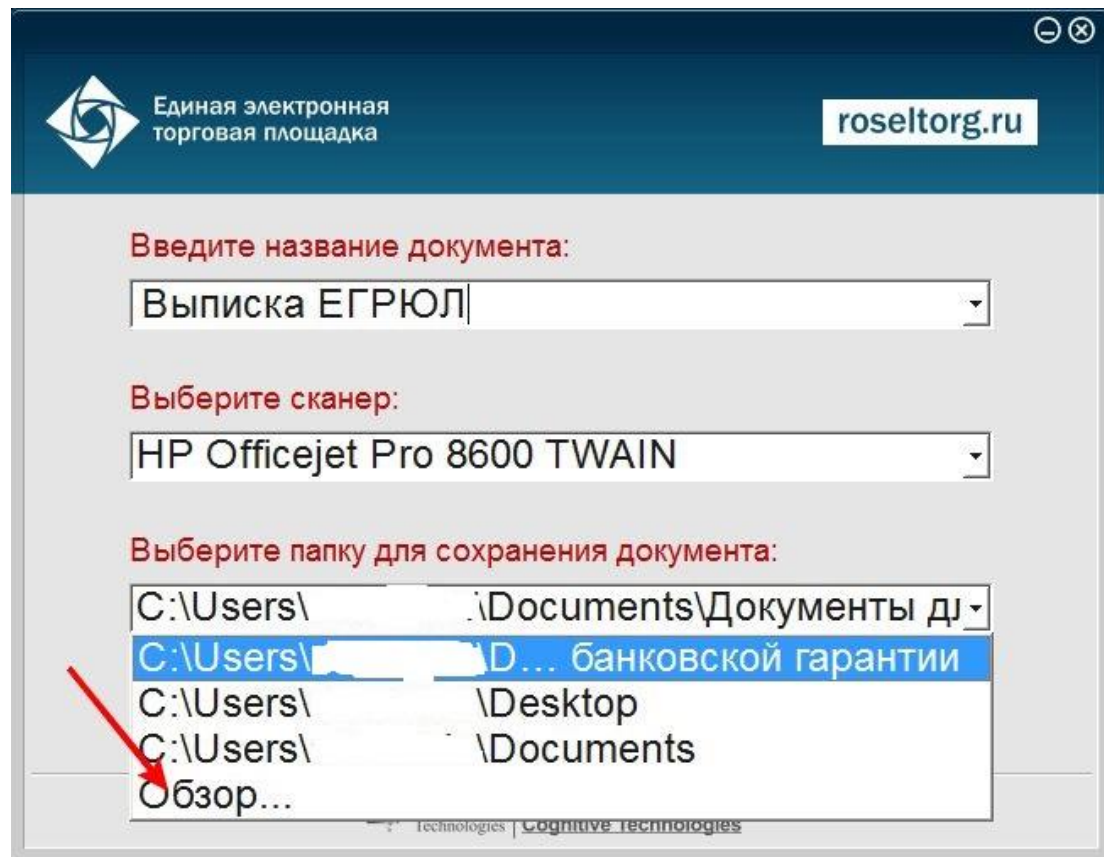 Единая электронная
торговая площадка
roseltorg.ru
Введите название документа:
Выписка ЕГРЮЛ
Выберите сканер:
HP Officejet Pro 8600 TWAIN
Выберите папку для сохранения документа:
C:\Users\ \Documents\Документы дл
C:\Users\ \D... банковской гарантии
C:\Users\ \Desktop
C:\Users\ \Documents
Обзор...
Technologies | Cognitive Technologies